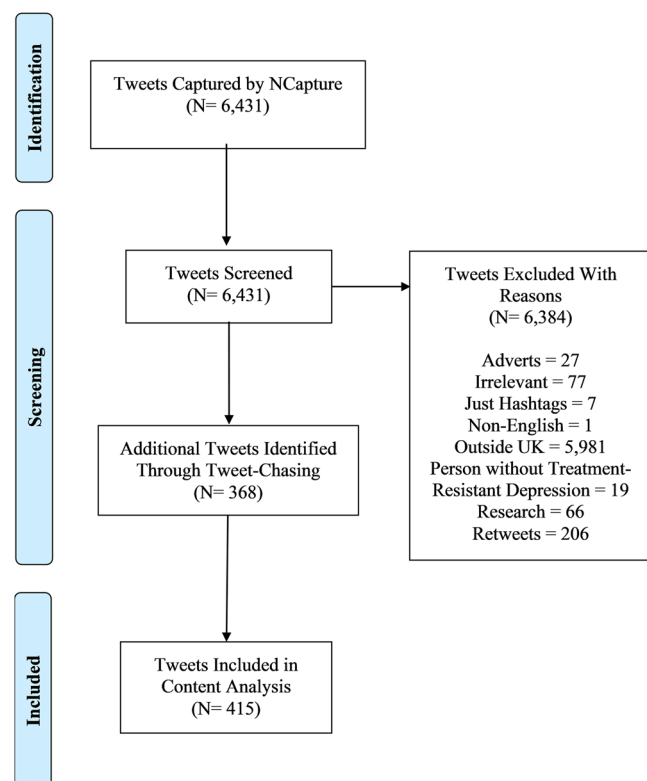 Identification
Tweets Captured by NCapture
(N= 6,431)
Screening
Tweets Screened
(N= 6,431)
Tweets Excluded With
Reasons
(N= 6,384)
Adverts = 27
Irrelevant = 77
Just Hashtags = 7
Non-English = 1
Outside UK = 5,981
Person without Treatment-
Resistant Depression = 19
Research = 66
Retweets = 206
Additional Tweets Identified
Through Tweet-Chasing
(N= 368)
Included
Tweets Included in
Content Analysis
(N= 415)